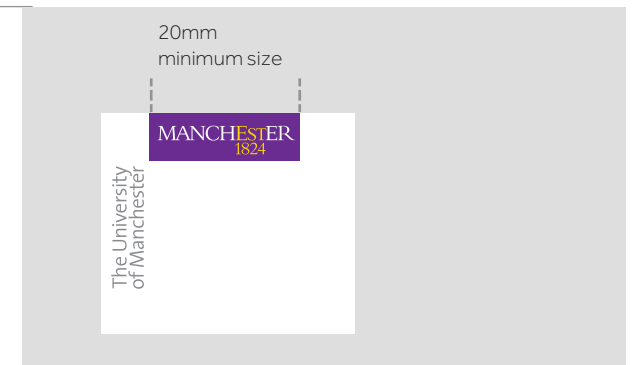 20mm
minimum size
MANCHESTER
1824
The University
of Manchester